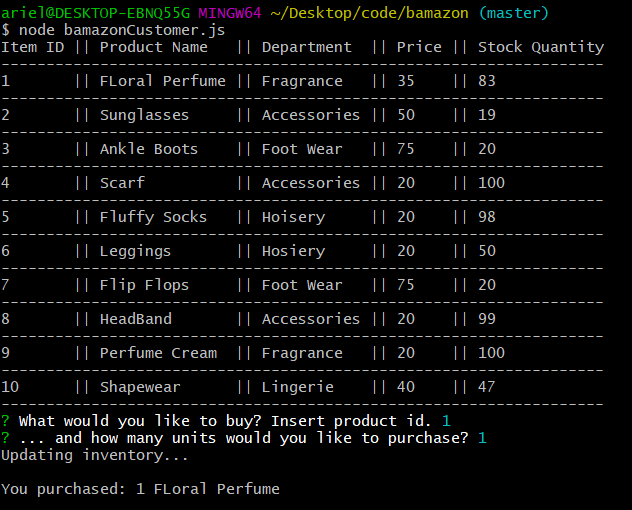 ariel@DESKTOP-EBNQ55G MINGW64 ~/Desktop/code/bamazon (master)
$ node bamazonCustomer.js
Item ID || Product Name   || Department  || Price  || Stock Quantity
-------------------------------------------------------------------
1       || FLoral Perfume || Fragrance   || 35     || 83
-------------------------------------------------------------------
2       || Sunglasses     || Accessories || 50     || 19
-------------------------------------------------------------------
3       || Ankle Boots    || Foot Wear   || 75     || 20
-------------------------------------------------------------------
4       || Scarf          || Accessories || 20     || 100
-------------------------------------------------------------------
5       || Fluffy Socks   || Hoisery     || 20     || 98
-------------------------------------------------------------------
6       || Leggings       || Hosiery     || 20     || 50
-------------------------------------------------------------------
7       || Flip Flops     || Foot Wear   || 75     || 20
-------------------------------------------------------------------
8       || HeadBand       || Accessories || 20     || 99
-------------------------------------------------------------------
9       || Perfume Cream  || Fragrance   || 20     || 100
-------------------------------------------------------------------
10      || Shapewear      || Lingerie    || 40     || 47
-------------------------------------------------------------------
? What would you like to buy? Insert product id. 1
? ... and how many units would you like to purchase? 1
Updating inventory...

You purchased: 1 FLoral Perfume